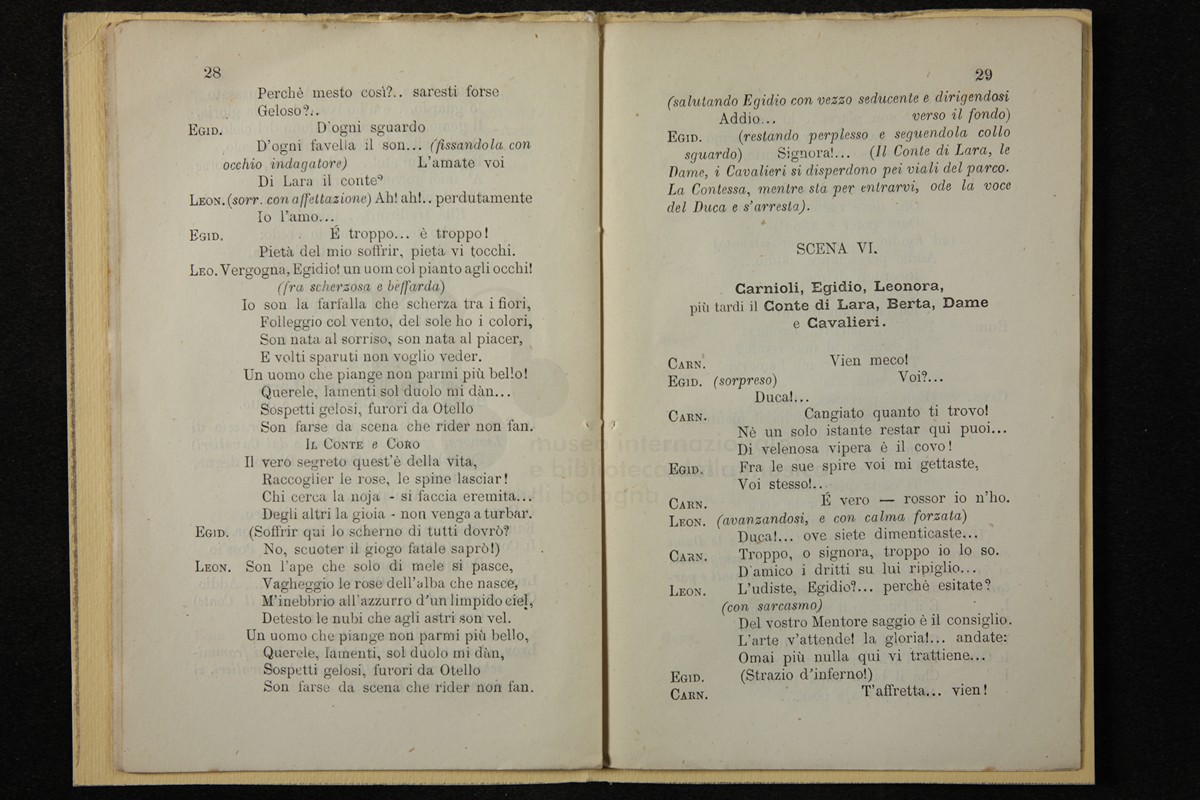 28
Perchè mesto così?.. saresti forse
Geloso?..
EGID. D'ogni sguardo
D'ogni favella il son... (fissandola con
occhio indagatore) L'amate voi
Di Lara il conte?
LEON. (sorr. con affettazione) Ah! ah!.. perdutamente
Io l'amo...
EGID. É troppo... è troppo!
Pietà del mio soffrir, pieta vi tocchi.
LEO. Vergogna, Egidio! un uom col pianto agli occhi!
(fra scherzosa e beffarda)
Io son la farfalla che scherza tra i fiori,
Folleggio col vento, del sole ho i colori,
Son nata al sorriso, son nata al piacer,
E volti sparuti non voglio veder.
Un uomo che piange non parmi più bello!
Querele, lamenti sol duolo mi dàn...
Sospetti gelosi, furori da Otello
Son farse da scena che rider non fan.
IL CONTE e CORO
Il vero segreto quest'è della vita,
Raccoglier le rose, le spine lasciar!
Chi cerca la noja - si faccia eremita...
Degli altri la gioia - non venga a turbar.
EGID. (Soffrir qui lo scherno di tutti dovrò?
No, scuoter il giogo fatale saprò!)
LEON. Son l'ape che solo di mele si pasce,
Vagheggio le rose dell'alba che nasce,
M'inebbrio all'azzurro d'un limpido ciel,
Detesto le nubi che agli astri son vel.
Un uomo che piange non parmi più bello,
Querele, lamenti, sol duolo mi dàn,
Sospetti gelosi, furori da Otello
Son farse da scena che rider non fan.
29
(salutando Egidio con vezzo seducente e dirigendosi
Addio... verso il fondo)
EGID. (restando perplesso e seguendola collo
sguardo) Signora!... (Il Conte di Lara, le
Dame, i Cavalieri si disperdono pei viali del parco.
La Contessa, mentre sta per entrarvi, ode la voce
del Duca e s'arresta).
SCENA VI.
Carnioli, Egidio, Leonora,
più tardi il Conte di Lara, Berta, Dame
e Cavalieri.
CARN. Vien meco!
EGID. (sorpreso) Voi?...
Duca!...
CARN. Cangiato quanto ti trovo!
Nè un solo istante restar qui puoi...
Di velenosa vipera è il covo!
EGID. Fra le sue spire voi mi gettaste,
Voi stesso!...
CARN. É vero — rossor io n'ho.
LEON. (avanzandosi, e con calma forzata)
Duca!... ove siete dimenticaste...
CARN. Troppo, o signora, troppo io lo so.
D'amico i dritti su lui ripiglio...
LEON. L'udiste, Egidio?... perchè esitate?
(con sarcasmo)
Del vostro Mentore saggio è il consiglio.
L'arte v'attende! la gloria!... andate:
Omai più nulla qui vi trattiene...
EGID. (Strazio d'inferno!)
CARN. T'affretta... vien!
museo internazionale
e biblioteca della
di bologna